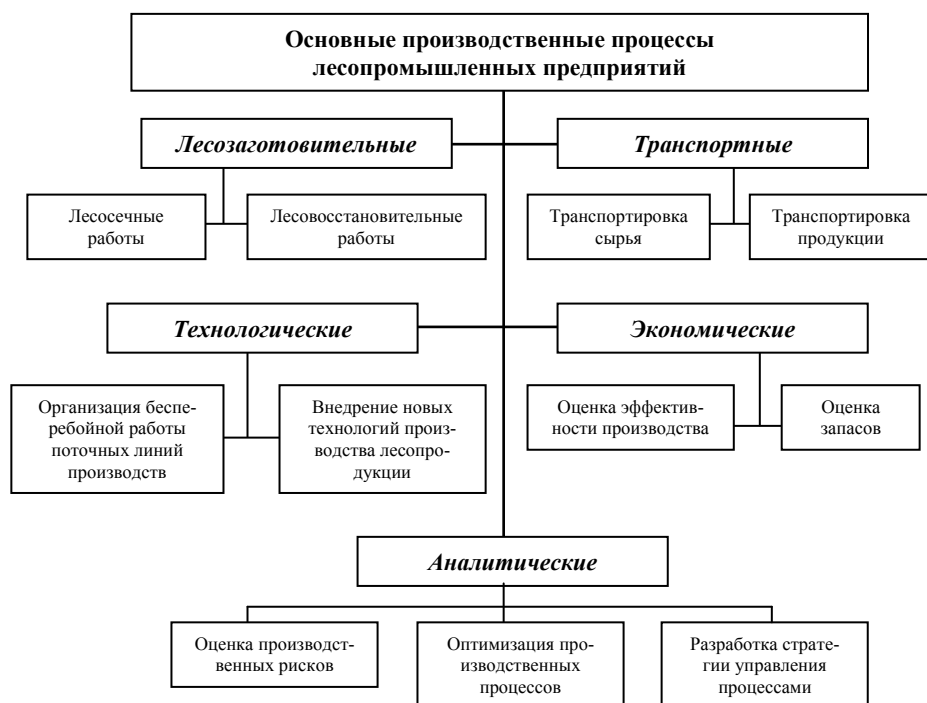 Основные производственные процессы
лесопромышленных предприятий
Лесозаготовительные
Транспортные
Лесосечные
работы
Лесовосстановительные
работы
Транспортировка
сырья
Транспортировка
продукции
Технологические
Экономические
Организация беспе-
ребойной работы
поточных линий
производств
Внедрение новых
технологий произ-
водства лесопро-
дукции
Оценка эффектив-
ности производства
Оценка
запасов
Аналитические
Оценка производст-
венных рисков
Оптимизация про-
изводственных
процессов
Разработка страте-
гии управления
процессами